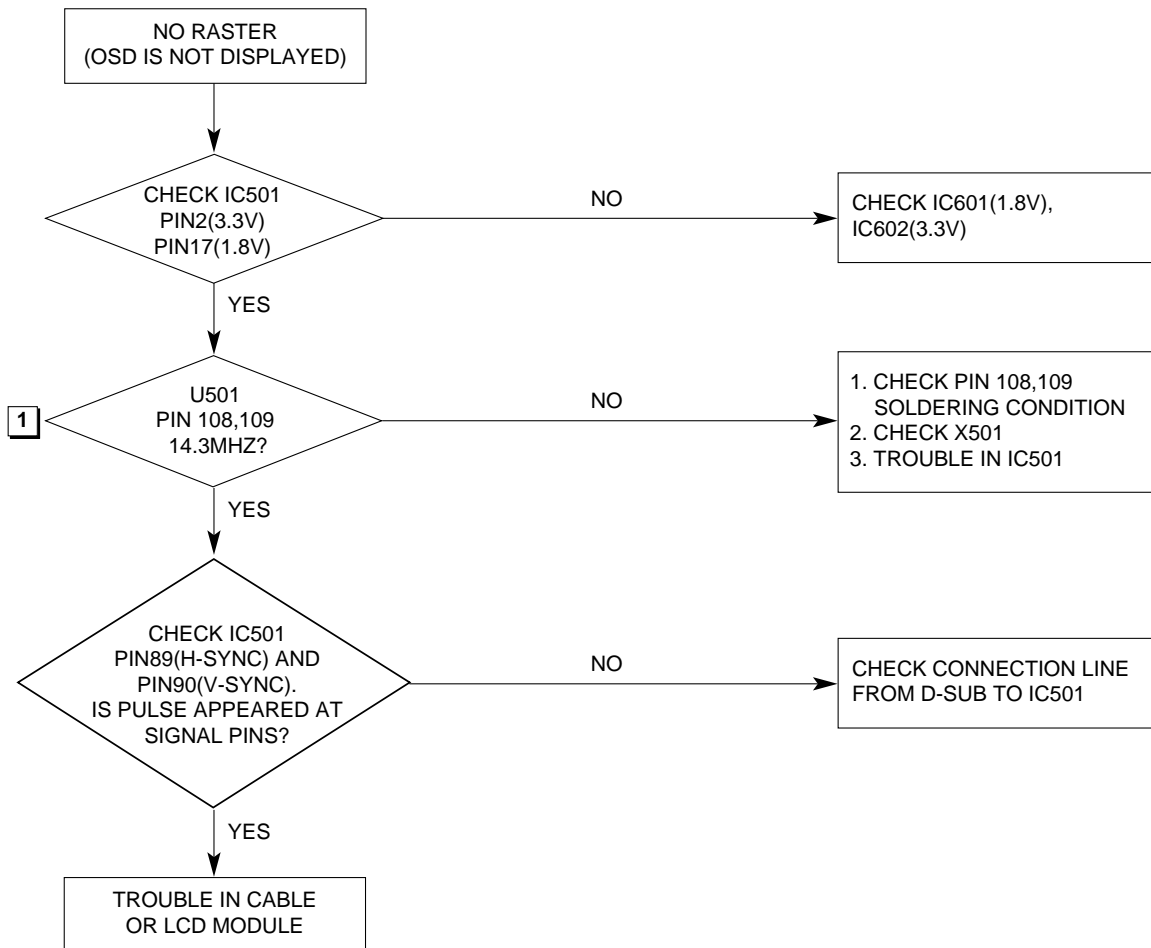 NO RASTER
(OSD IS NOT DISPLAYED)
CHECK IC501
PIN2(3.3V)
PIN17(1.8V)
NO
CHECK IC601(1.8V),
IC602(3.3V)
YES
1
U501
PIN 108,109
14.3MHZ?
NO
1. CHECK PIN 108,109
SOLDERING CONDITION
2. CHECK X501
3. TROUBLE IN IC501
YES
CHECK IC501
PIN89(H-SYNC) AND
PIN90(V-SYNC).
IS PULSE APPEARED AT
SIGNAL PINS?
NO
CHECK CONNECTION LINE
FROM D-SUB TO IC501
YES
TROUBLE IN CABLE
OR LCD MODULE